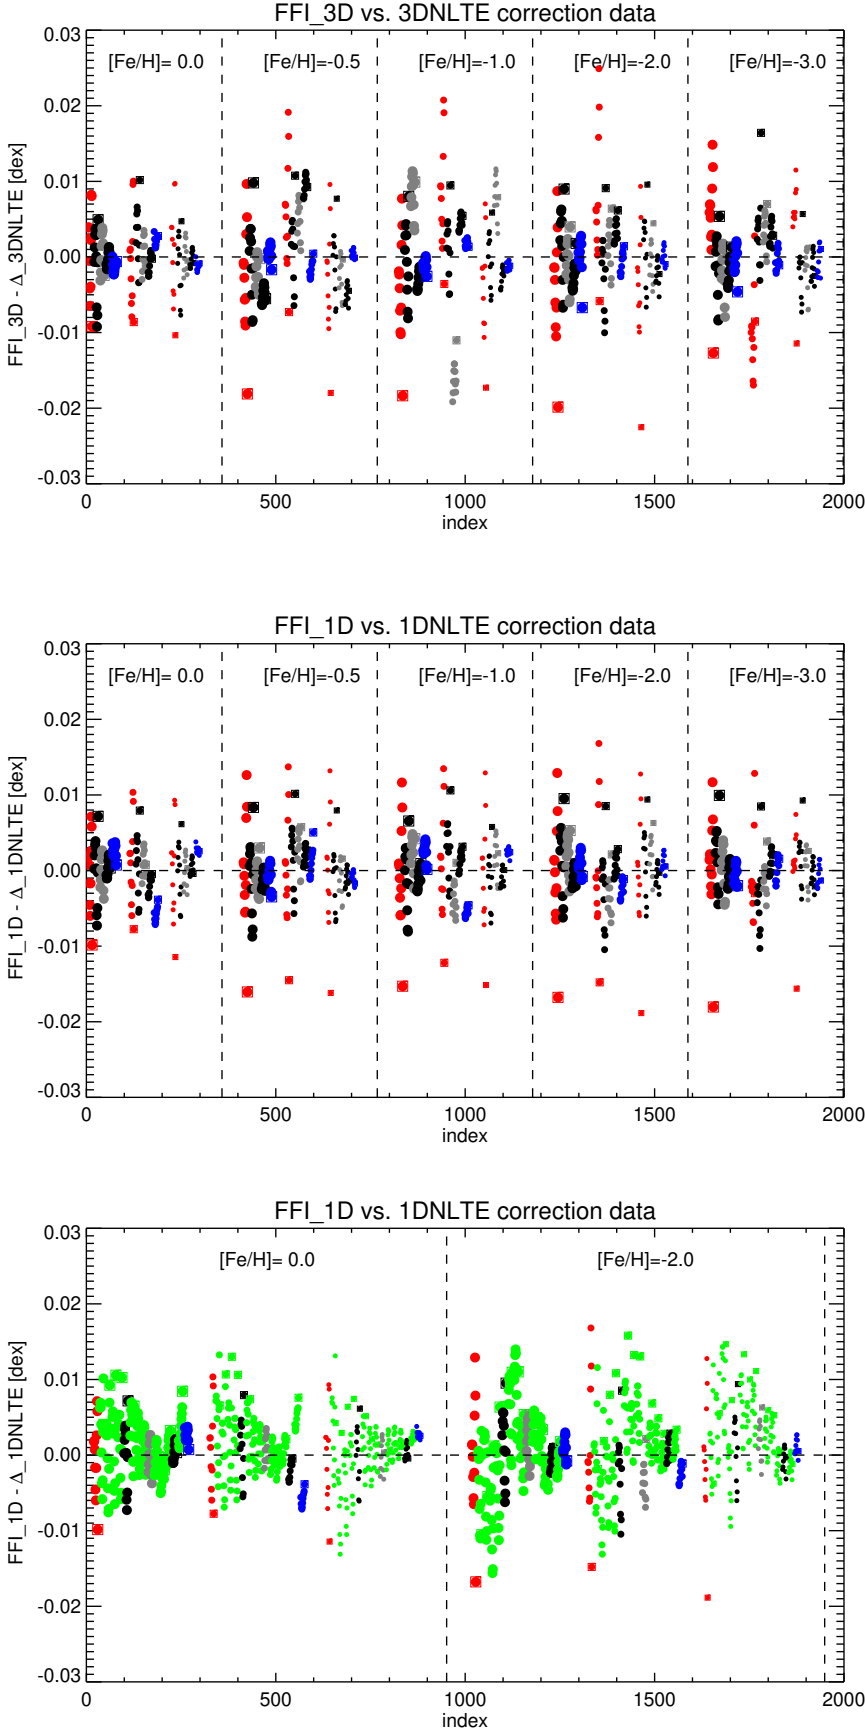 FFI_3D vs. 3DNLTE correction data
0.03
[Fe/H]= 0.0 [Fe/H]=-0.5 [Fe/H]=-1.0 [Fe/H]=-2.0 [Fe/H]=-3.0
0.02
0.01
0.00
-0.01
-0.02
-0.03
FFI_3D - Δ_3DNLTE [dex]
0 500 1000 1500 2000
index
FFI_1D vs. 1DNLTE correction data
0.03
[Fe/H]= 0.0 [Fe/H]=-0.5 [Fe/H]=-1.0 [Fe/H]=-2.0 [Fe/H]=-3.0
0.02
0.01
0.00
-0.01
-0.02
-0.03
FFI_1D - Δ_1DNLTE [dex]
0 500 1000 1500 2000
index
FFI_1D vs. 1DNLTE correction data
0.03
[Fe/H]= 0.0 [Fe/H]=-2.0
0.02
0.01
0.00
-0.01
-0.02
-0.03
FFI_1D - Δ_1DNLTE [dex]
0 500 1000 1500 2000
index